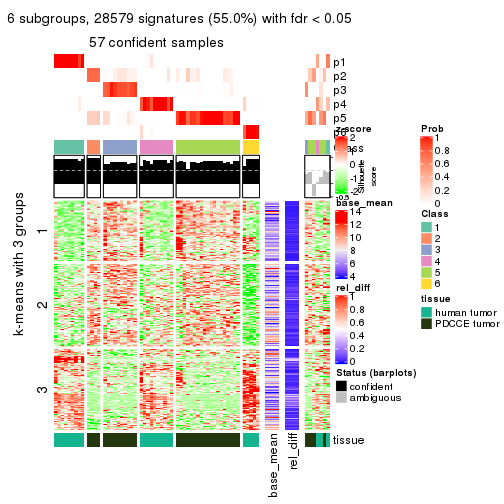 6 subgroups, 28579 signatures (55.0%) with fdr < 0.05
57 confident samples
p1
p2
p3
p4
p5
z-score
2
1
0
-1
-2
Silhouette
score
-0.5
base_mean
14
12
10
8
6
4
rel_diff
1
0.8
0.6
0.4
0.2
0
Status (barplots)
confident
ambiguous
Prob
1
0.8
0.6
0.4
0.2
0
Class
1
2
3
4
5
6
tissue
human tumor
PDCCE tumor
k-means with 3 groups
1
2
3
tissue
base_mean
rel_diff